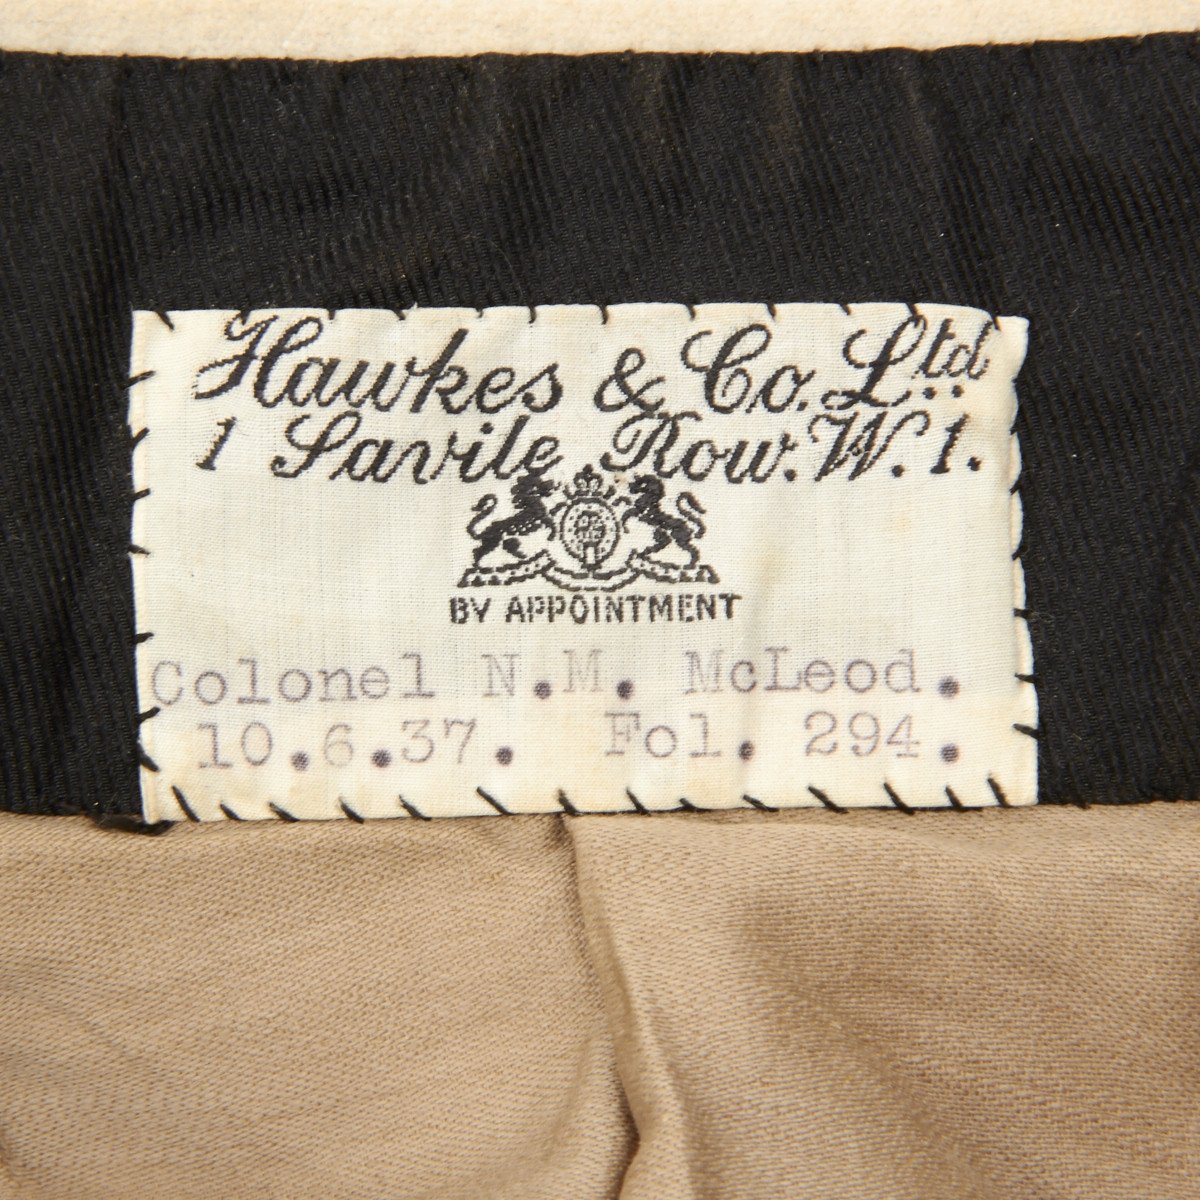 Hawkes & Co. Ltd.
1 Savile Row. W.1.
BY APPOINTMENT
Colonel N.M. McLeod.
10.6.37. Fol. 294.